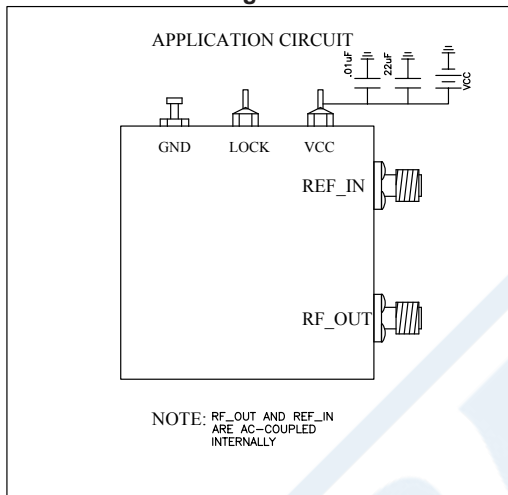 APPLICATION CIRCUIT
.01uF
22uF
VCC
GND
LOCK
VCC
REF_IN
RF_OUT
NOTE: RF_OUT AND REF_IN
ARE AC-COUPLED
INTERNALLY